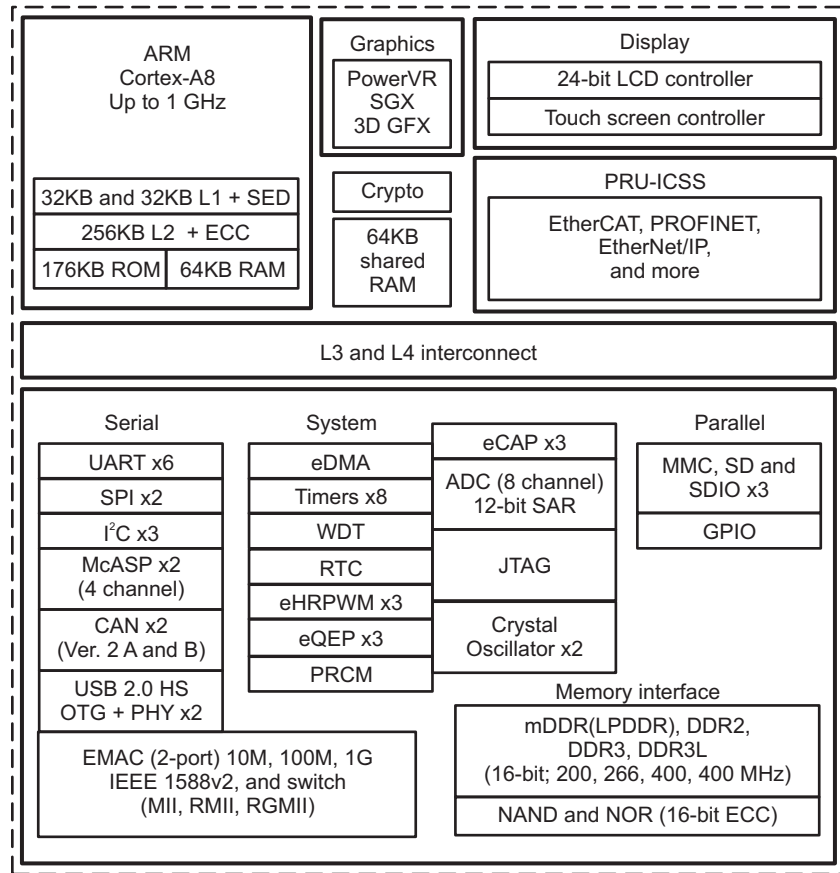 ARM
Cortex-A8
Up to 1 GHz
32KB and 32KB L1 + SED
256KB L2 + ECC
176KB ROM
64KB RAM
Graphics
PowerVR
SGX
3D GFX
Crypto
64KB
shared
RAM
Display
24-bit LCD controller
Touch screen controller
PRU-ICSS
EtherCAT, PROFINET,
EtherNet/IP,
and more
L3 and L4 interconnect
Serial
UART x6
SPI x2
I²C x3
McASP x2
(4 channel)
CAN x2
(Ver. 2 A and B)
USB 2.0 HS
OTG + PHY x2
EMAC (2-port) 10M, 100M, 1G
IEEE 1588v2, and switch
(MII, RMII, RGMII)
System
eDMA
Timers x8
WDT
RTC
eHRPWM x3
eQEP x3
PRCM
eCAP x3
ADC (8 channel)
12-bit SAR
JTAG
Crystal
Oscillator x2
Parallel
MMC, SD and
SDIO x3
GPIO
Memory interface
mDDR(LPDDR), DDR2,
DDR3, DDR3L
(16-bit; 200, 266, 400, 400 MHz)
NAND and NOR (16-bit ECC)